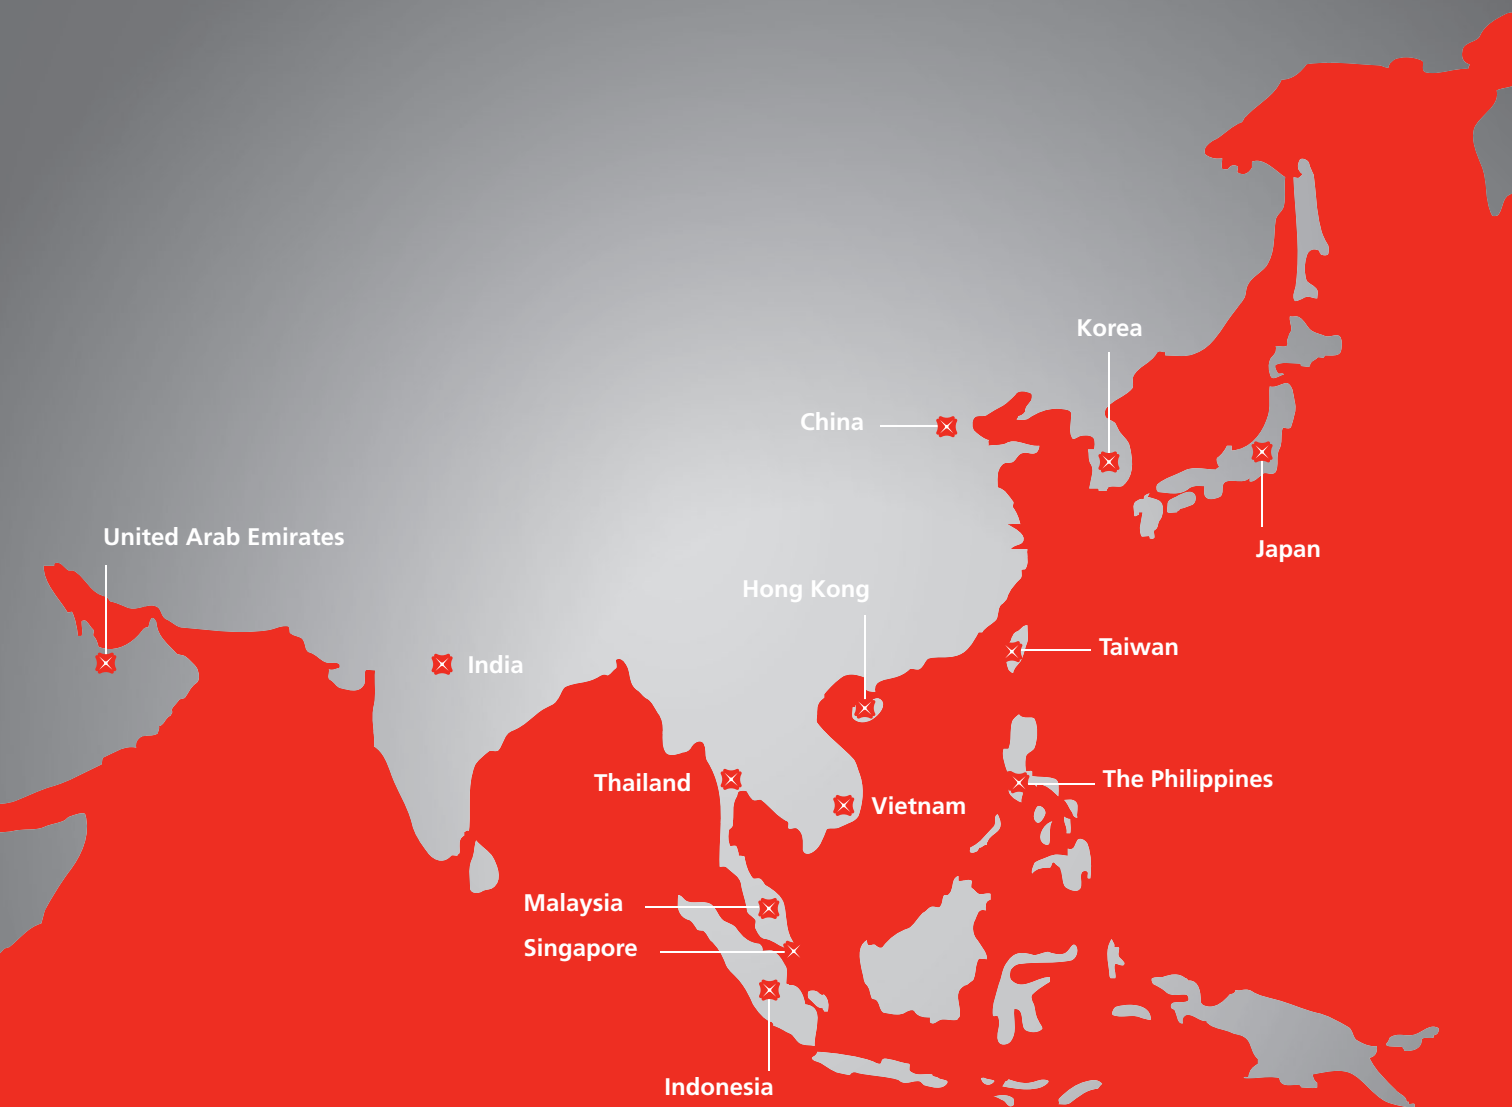 Korea
China
United Arab Emirates
Japan
Hong Kong
Taiwan
India
Thailand
The Philippines
Vietnam
Malaysia
Singapore
Indonesia